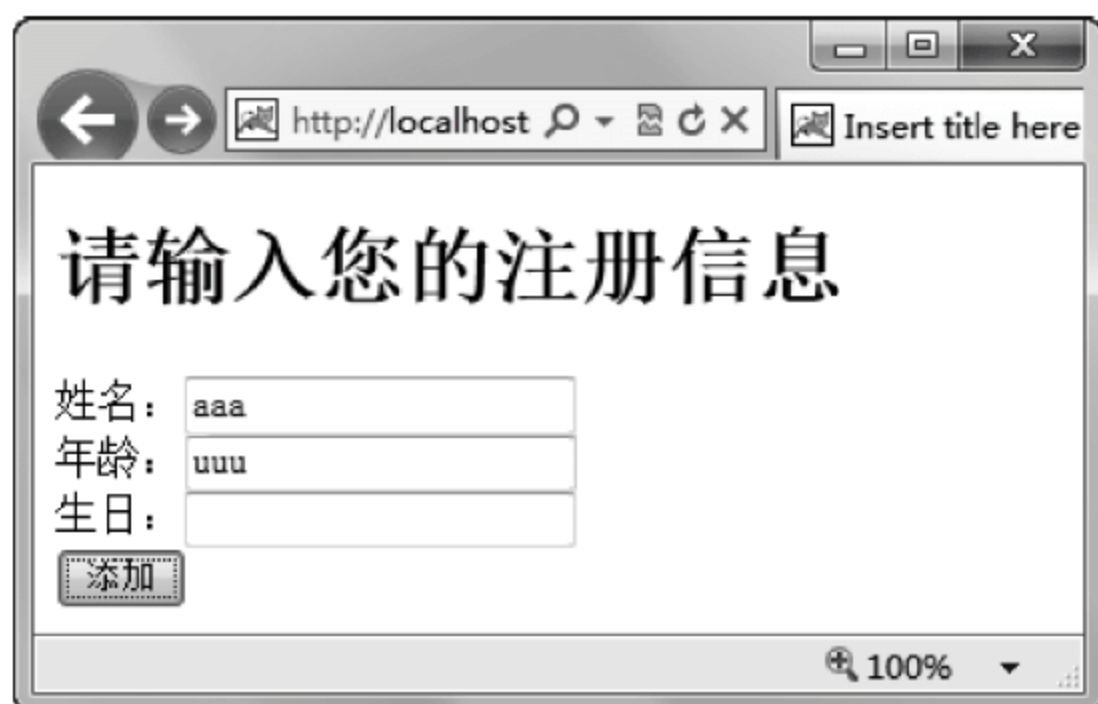 http://localhost
Insert title here
请输入您的注册信息
姓名： aaa
年龄： uuu
生日：
添加
100%